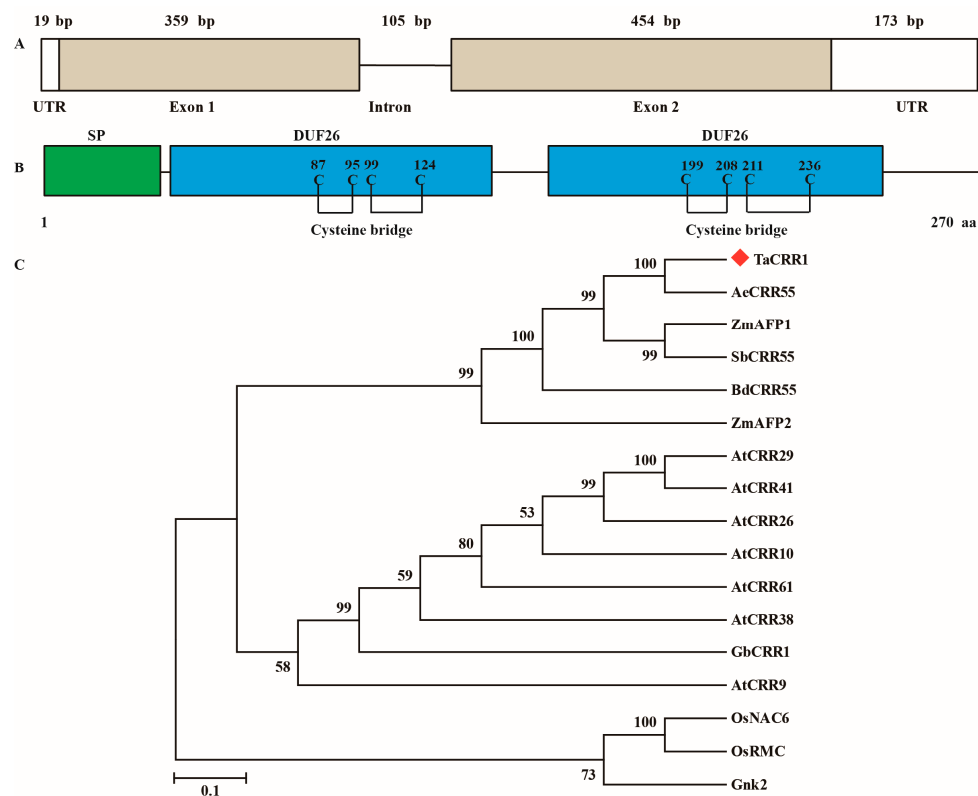 19 bp 359 bp 105 bp 454 bp 173 bp
A
UTR Exon 1 Intron Exon 2 UTR
SP DUF26 DUF26
B
87 95 99 124 199 208 211 236
C C C C C C C C
1 Cysteine bridge Cysteine bridge 270 aa
C
TaCRR1
100
AeCRR55
99
ZmAFP1
100
99 SbCRR55
99
BdCRR55
ZmAFP2
AtCRR29
100
AtCRR41
99
AtCRR26
53
AtCRR10
80
AtCRR61
59
AtCRR38
99
GbCRR1
58
AtCRR9
OsNAC6
100
OsRMC
73
Gnk2
0.1